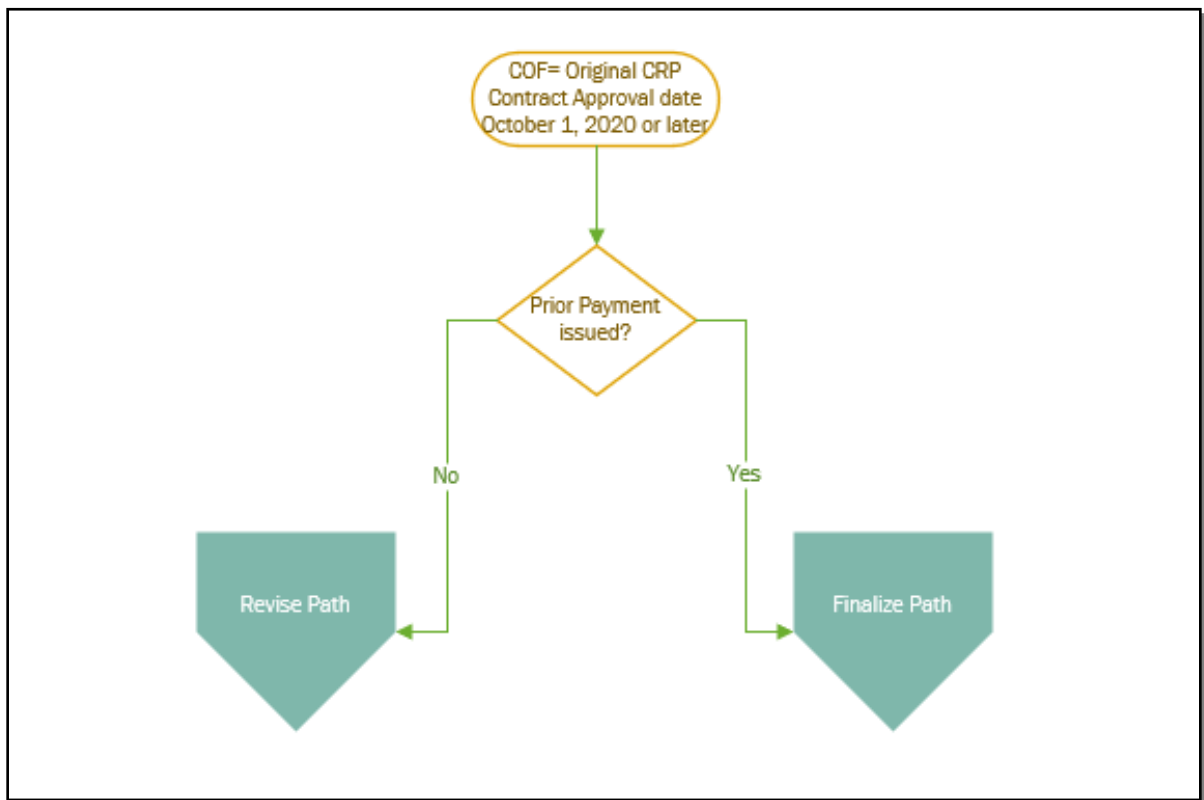 COF= Original CRP
Contract Approval date
October 1, 2020 or later
Prior Payment
issued?
No
Yes
Revise Path
Finalize Path